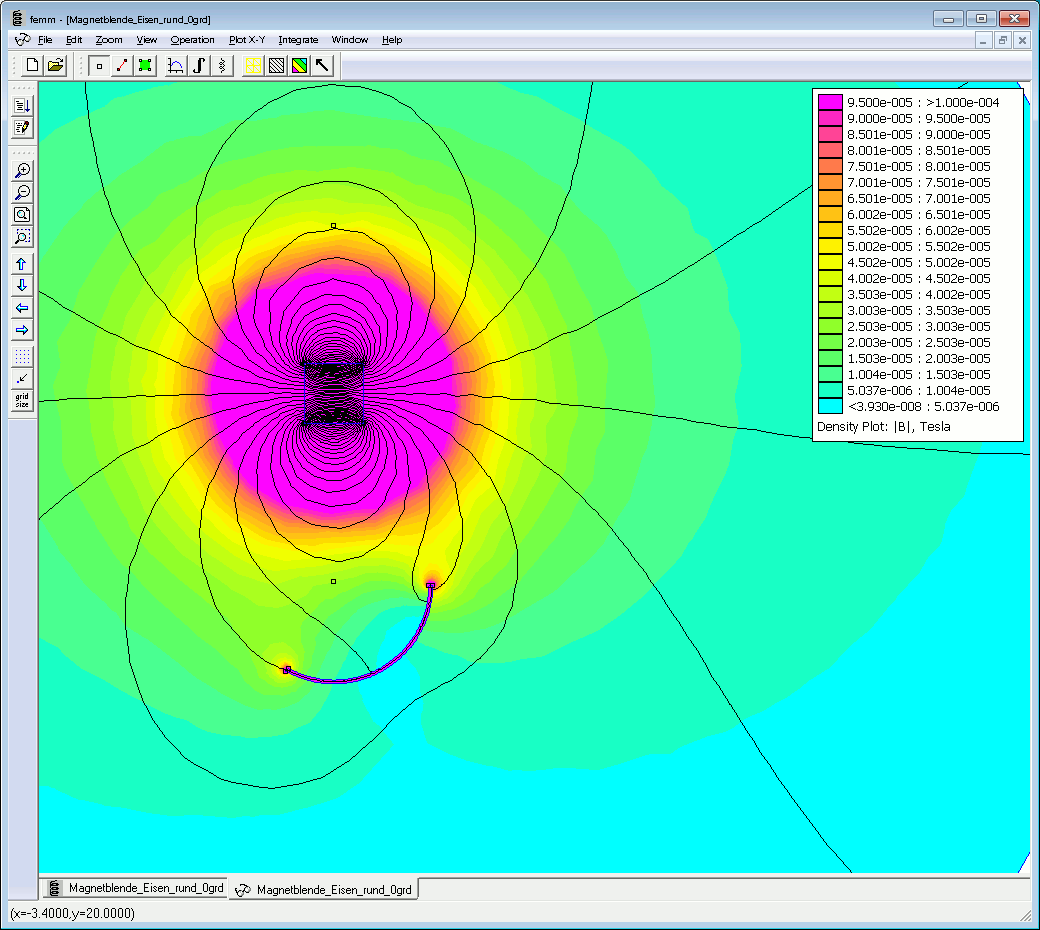 femm - [Magnetblende_Eisen_rund_0grd]
File Edit Zoom View Operation Plot X-Y Integrate Window Help
grid
size
9.500e-005 : >1.000e-004
9.000e-005 : 9.500e-005
8.501e-005 : 9.000e-005
8.001e-005 : 8.501e-005
7.501e-005 : 8.001e-005
7.001e-005 : 7.501e-005
6.501e-005 : 7.001e-005
6.002e-005 : 6.501e-005
5.502e-005 : 6.002e-005
5.002e-005 : 5.502e-005
4.502e-005 : 5.002e-005
4.002e-005 : 4.502e-005
3.503e-005 : 4.002e-005
3.003e-005 : 3.503e-005
2.503e-005 : 3.003e-005
2.003e-005 : 2.503e-005
1.503e-005 : 2.003e-005
1.004e-005 : 1.503e-005
5.037e-006 : 1.004e-005
<3.930e-008 : 5.037e-006
Density Plot: |B|, Tesla
Magnetblende_Eisen_rund_0grd Magnetblende_Eisen_rund_0grd
(x=-3.4000,y=20.0000)